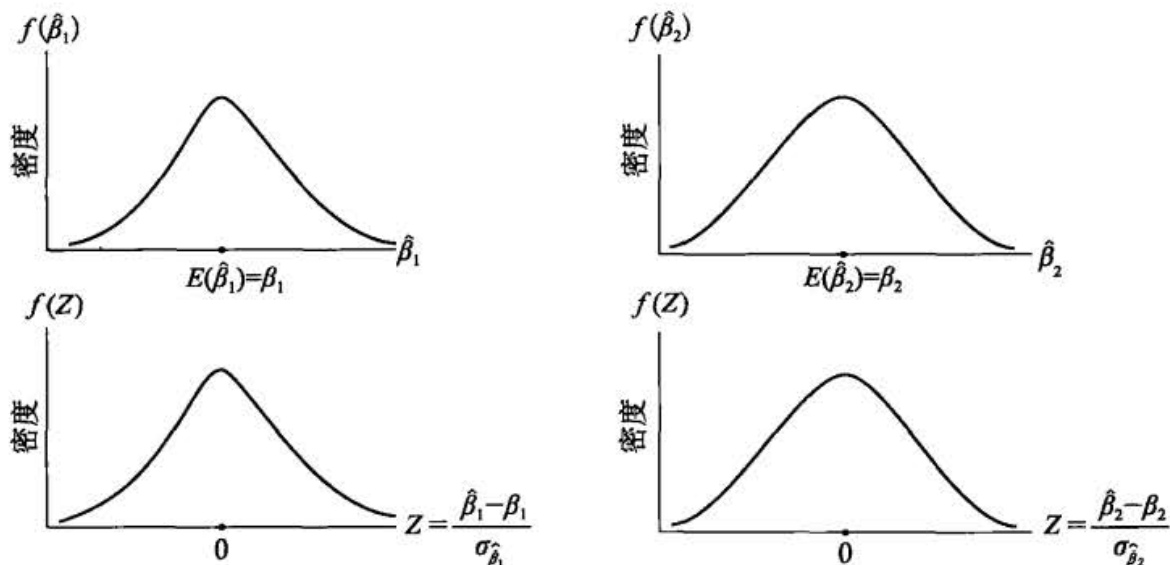 f(β̂₁)
密度
β̂₁
E(β̂₁)=β₁
f(β̂₂)
密度
β̂₂
E(β̂₂)=β₂
f(Z)
密度
0
Z = (β̂₁−β₁)/σ_β̂₁
f(Z)
密度
0
Z = (β̂₂−β₂)/σ_β̂₂